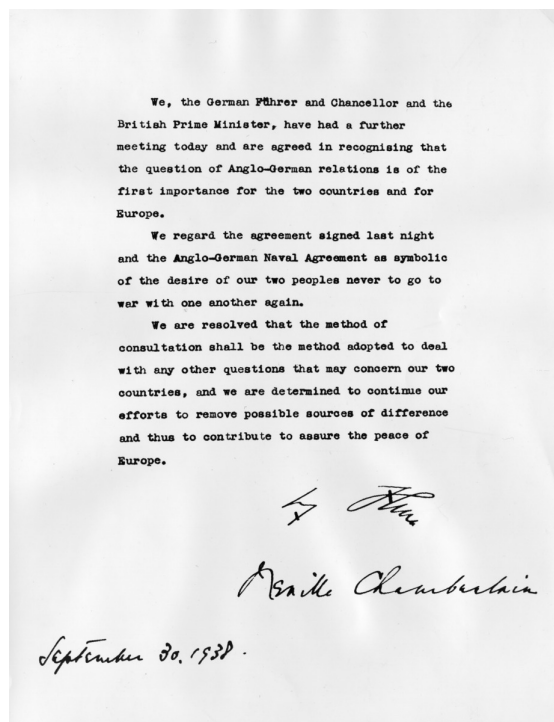 We, the German Führer and Chancellor and the
British Prime Minister, have had a further
meeting today and are agreed in recognising that
the question of Anglo-German relations is of the
first importance for the two countries and for
Europe.
We regard the agreement signed last night
and the Anglo-German Naval Agreement as symbolic
of the desire of our two peoples never to go to
war with one another again.
We are resolved that the method of
consultation shall be the method adopted to deal
with any other questions that may concern our two
countries, and we are determined to continue our
efforts to remove possible sources of difference
and thus to contribute to assure the peace of
Europe.
Neville Chamberlain
September 30, 1938.